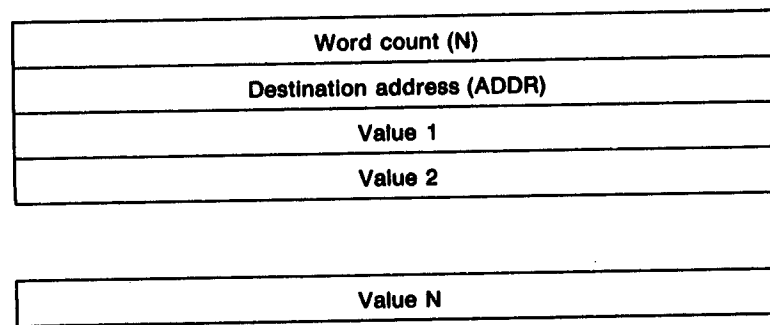 Word count (N)
Destination address (ADDR)
Value 1
Value 2
Value N